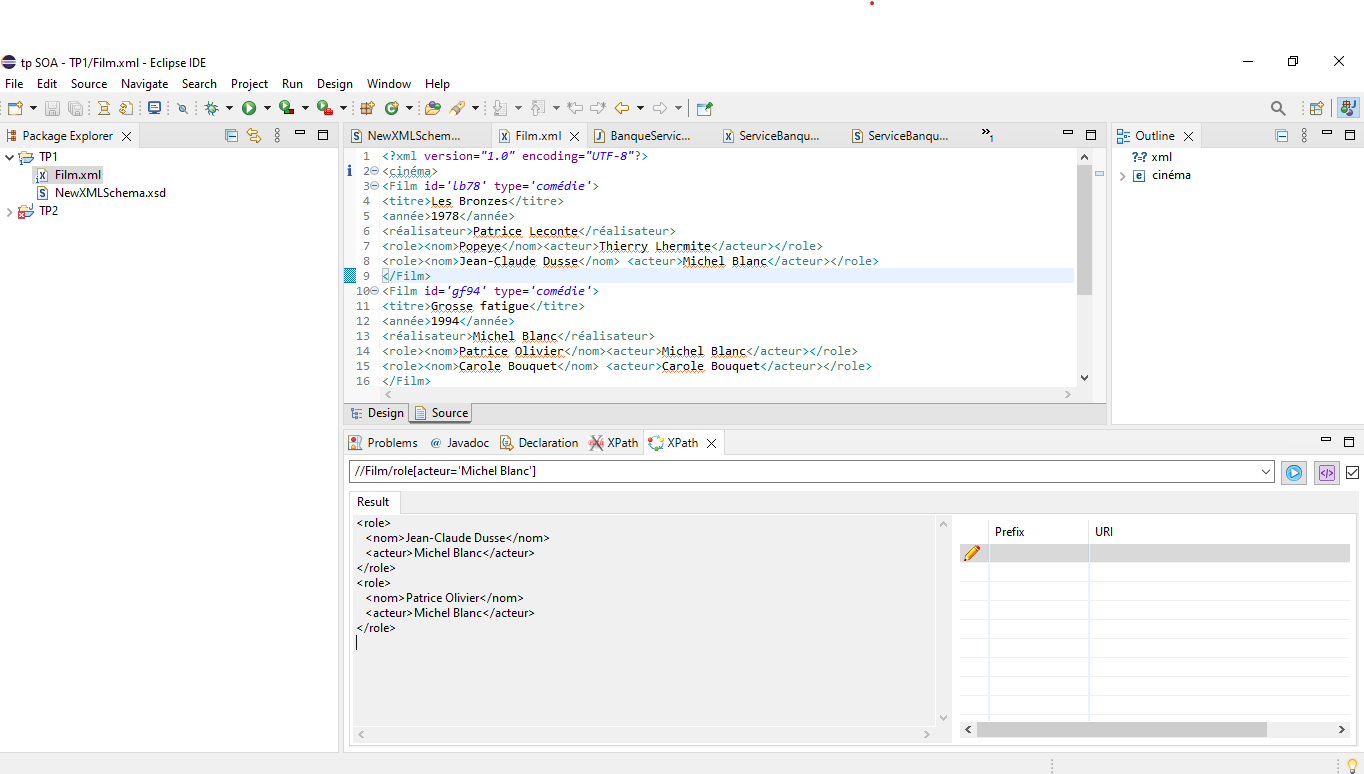 tp SOA - TP1/Film.xml - Eclipse IDE
File Edit Source Navigate Search Project Run Design Window Help
Package Explorer
TP1
Film.xml
NewXMLSchema.xsd
TP2
NewXMLSchem... Film.xml BanqueServic... ServiceBanqu... ServiceBanqu... »1
1 <?xml version="1.0" encoding="UTF-8"?>
2 <cinéma>
3 <Film id='lb78' type='comédie'>
4 <titre>Les Bronzes</titre>
5 <année>1978</année>
6 <réalisateur>Patrice Leconte</réalisateur>
7 <role><nom>Popeye</nom><acteur>Thierry Lhermite</acteur></role>
8 <role><nom>Jean-Claude Dusse</nom> <acteur>Michel Blanc</acteur></role>
9 </Film>
10 <Film id='gf94' type='comédie'>
11 <titre>Grosse fatigue</titre>
12 <année>1994</année>
13 <réalisateur>Michel Blanc</réalisateur>
14 <role><nom>Patrice Olivier</nom><acteur>Michel Blanc</acteur></role>
15 <role><nom>Carole Bouquet</nom> <acteur>Carole Bouquet</acteur></role>
16 </Film>
Design Source
Outline
?=? xml
cinéma
Problems @ Javadoc Declaration XPath XPath
//Film/role[acteur='Michel Blanc']
Result
<role>
<nom>Jean-Claude Dusse</nom>
<acteur>Michel Blanc</acteur>
</role>
<role>
<nom>Patrice Olivier</nom>
<acteur>Michel Blanc</acteur>
</role>
Prefix URI